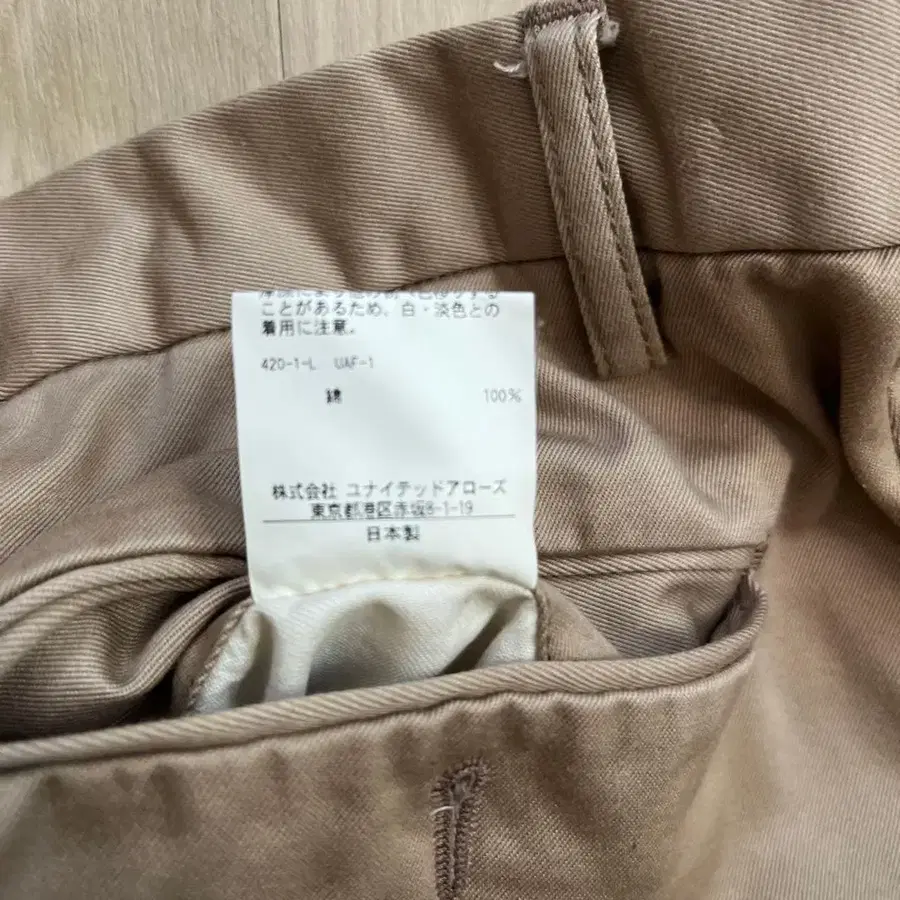 ことがあるため、白・淡色との
着用に注意。
420-1-L UAF-1
綿 100%
株式会社 ユナイテッドアローズ
東京都港区赤坂8-1-19
日本製